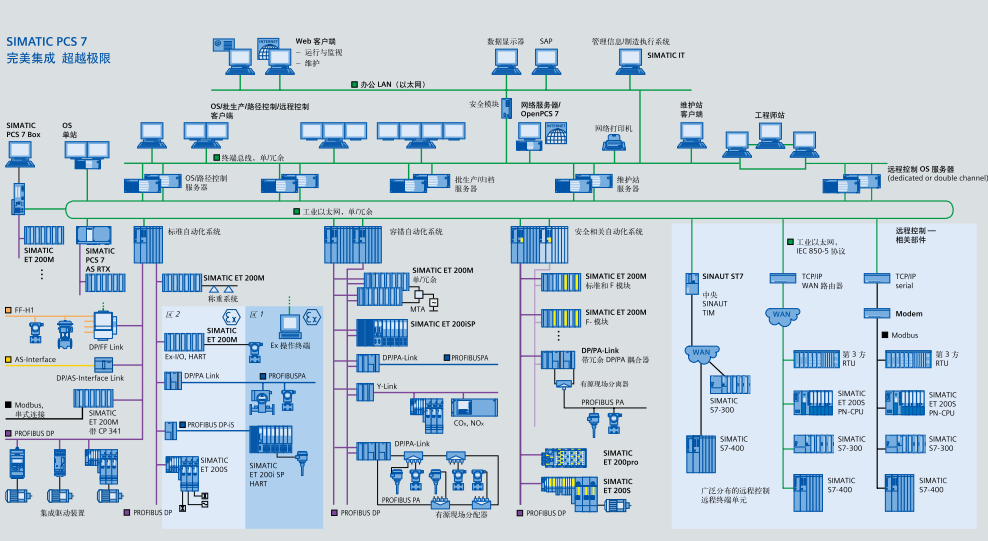 SIMATIC PCS 7
完美集成 超越极限
Web 客户端
– 运行与监视
– 维护
INTERNET
数据显示器
SAP
管理信息/制造执行系统
SIMATIC IT
办公 LAN（以太网）
OS/批生产/路径控制/远程控制
客户端
安全模块
网络服务器/
OpenPCS 7
INTERNET
网络打印机
维护站
客户端
工程师站
SIMATIC
PCS 7 Box
OS
单站
终端总线，单/冗余
OS/路径控制
服务器
批生产/归档
服务器
维护站
服务器
远程控制 OS 服务器
(dedicated or double channel)
工业以太网，单/冗余
SIMATIC
ET 200M
SIMATIC
PCS 7
AS RTX
标准自动化系统
容错自动化系统
安全相关自动化系统
工业以太网，
IEC 850-5 协议
远程控制 —
相关部件
FF-H1
DP/FF Link
AS-Interface
DP/AS-Interface Link
Modbus,
串式连接
SIMATIC
ET 200M
带 CP 341
PROFIBUS DP
集成驱动装置
PROFIBUS DP
SIMATIC ET 200M
称重系统
区 2
区 1
SIMATIC
ET 200M
Ex-I/O, HART
Ex 操作终端
DP/PA Link
PROFIBUSPA
PROFIBUS DP-iS
SIMATIC
ET 200S
SIMATIC
ET 200i SP
HART
SIMATIC ET 200M
单/冗余
MTA
SIMATIC ET 200iSP
DP/PA-Link
PROFIBUSPA
Y-Link
COx, NOx
DP/PA-Link
PROFIBUS PA
有源现场分配器
PROFIBUS DP
SIMATIC ET 200M
标准和 F 模块
SIMATIC ET 200M
F- 模块
DP/PA-Link
带冗余 DP/PA 耦合器
有源现场分离器
PROFIBUS PA
SIMATIC
ET 200pro
SIMATIC
ET 200S
PROFIBUS DP
SINAUT ST7
中央
SINAUT
TIM
WAN
SIMATIC
S7-300
SIMATIC
S7-400
广泛分布的远程控制
远程终端单元
TCP/IP
WAN 路由器
WAN
第 3 方
RTU
SIMATIC
ET 200S
PN-CPU
SIMATIC
S7-300
SIMATIC
S7-400
TCP/IP
serial
Modem
Modbus
第 3 方
RTU
SIMATIC
ET 200S
PN-CPU
SIMATIC
S7-300
SIMATIC
S7-400